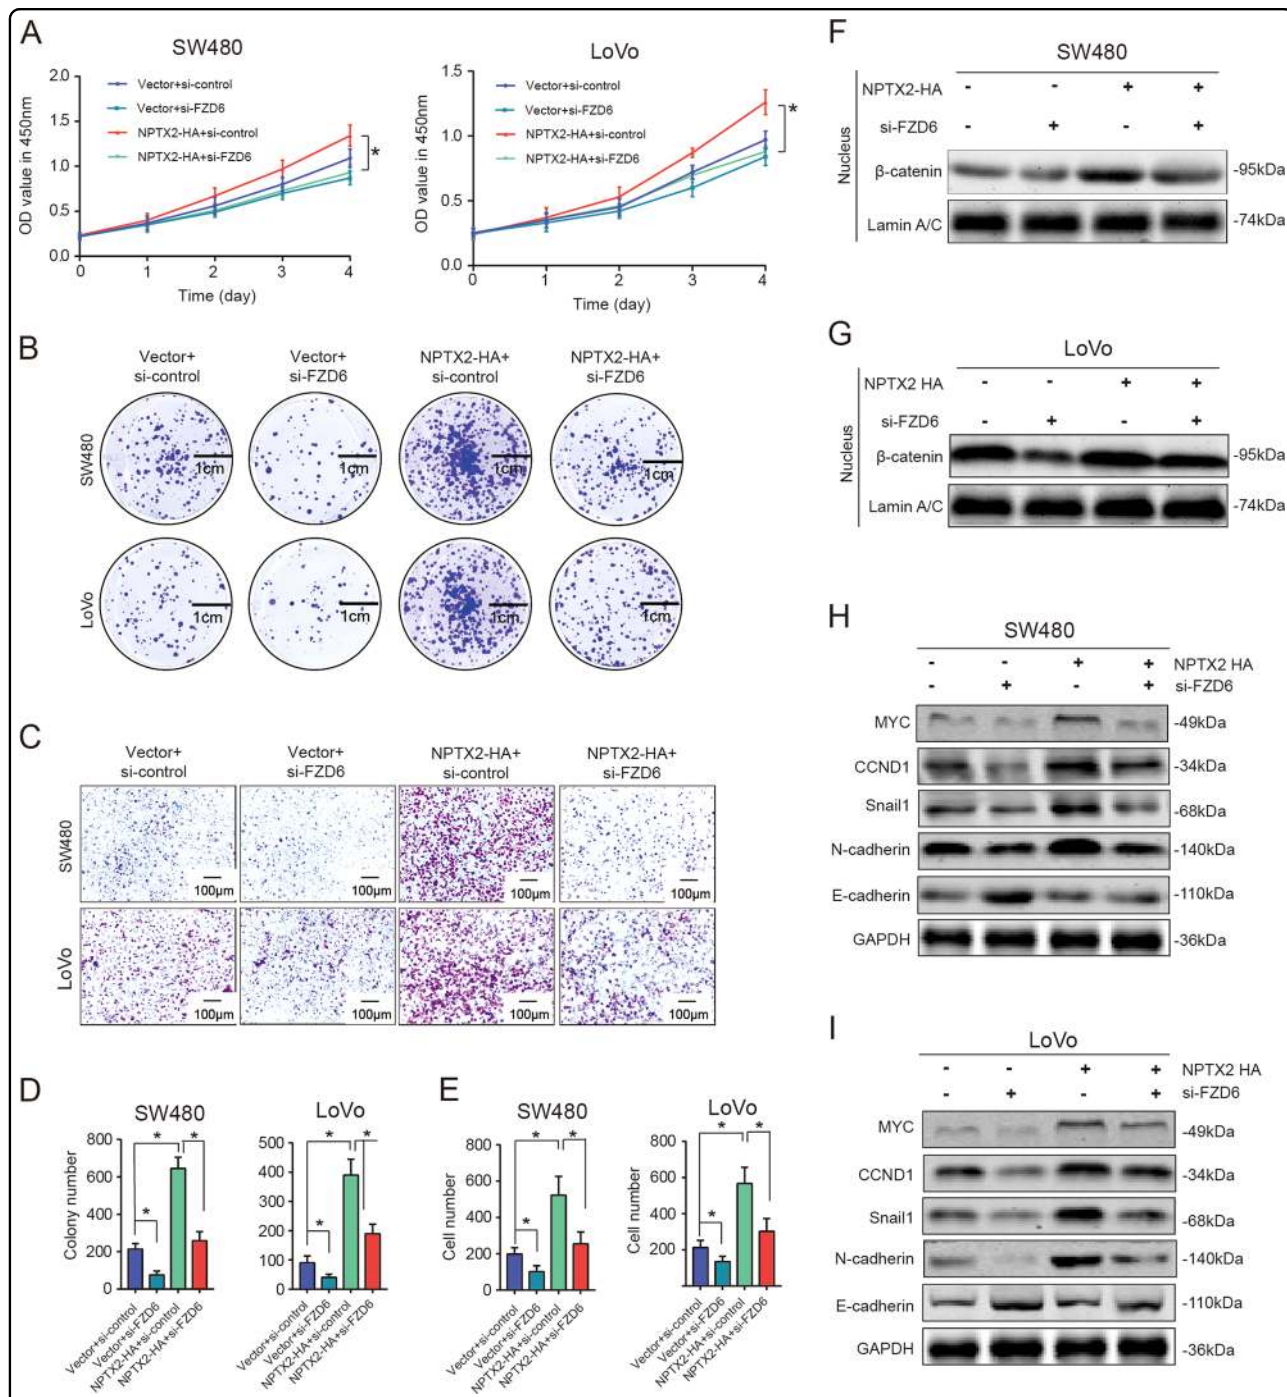 A
SW480
OD value in 450nm
2.0
1.5
1.0
0.5
0.0
Vector+si-control
Vector+si-FZD6
NPTX2-HA+si-control
NPTX2-HA+si-FZD6
*
0 1 2 3 4
Time (day)
LoVo
OD value in 450nm
1.5
1.0
0.5
0.0
Vector+si-control
Vector+si-FZD6
NPTX2-HA+si-control
NPTX2-HA+si-FZD6
*
0 1 2 3 4
Time (day)
B
Vector+ Vector+ NPTX2-HA+ NPTX2-HA+
si-control si-FZD6 si-control si-FZD6
SW480
1cm 1cm 1cm 1cm
LoVo
1cm 1cm 1cm 1cm
C
Vector+ Vector+ NPTX2-HA+ NPTX2-HA+
si-control si-FZD6 si-control si-FZD6
SW480
100μm 100μm 100μm 100μm
LoVo
100μm 100μm 100μm 100μm
D
SW480
Colony number
800
600
400
200
0
* * *
Vector+si-control
Vector+si-FZD6
NPTX2-HA+si-control
NPTX2-HA+si-FZD6
LoVo
500
400
300
200
100
0
* * *
Vector+si-control
Vector+si-FZD6
NPTX2-HA+si-control
NPTX2-HA+si-FZD6
E
SW480
Cell number
800
600
400
200
0
* * *
Vector+si-control
Vector+si-FZD6
NPTX2-HA+si-control
NPTX2-HA+si-FZD6
LoVo
Cell number
800
600
400
200
* * *
Vector+si-control
Vector+si-FZD6
NPTX2-HA+si-control
NPTX2-HA+si-FZD6
F
SW480
Nucleus
NPTX2-HA - - + +
si-FZD6 - + - +
β-catenin -95kDa
Lamin A/C -74kDa
G
LoVo
Nucleus
NPTX2 HA - - + +
si-FZD6 - + - +
β-catenin -95kDa
Lamin A/C -74kDa
H
SW480
- - + + NPTX2 HA
- + - + si-FZD6
MYC -49kDa
CCND1 -34kDa
Snail1 -68kDa
N-cadherin -140kDa
E-cadherin -110kDa
GAPDH -36kDa
I
LoVo
- - + + NPTX2 HA
- + - + si-FZD6
MYC -49kDa
CCND1 -34kDa
Snail1 -68kDa
N-cadherin -140kDa
E-cadherin -110kDa
GAPDH -36kDa